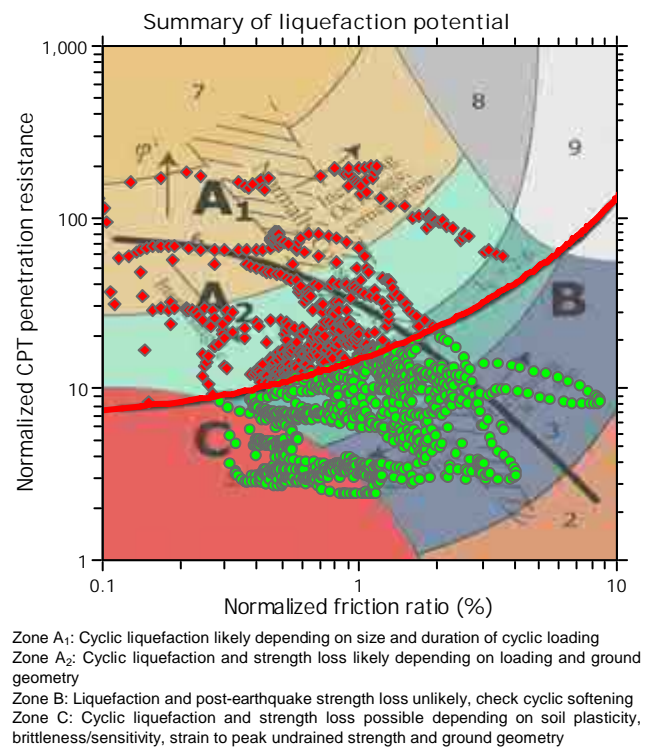 Summary of liquefaction potential
1,000
100
10
1
Normalized CPT penetration resistance
7
8
9
φ'
A1
A2
B
C
3
2
0.1
1
10
Normalized friction ratio (%)
Zone A1: Cyclic liquefaction likely depending on size and duration of cyclic loading
Zone A2: Cyclic liquefaction and strength loss likely depending on loading and ground
geometry
Zone B: Liquefaction and post-earthquake strength loss unlikely, check cyclic softening
Zone C: Cyclic liquefaction and strength loss possible depending on soil plasticity,
brittleness/sensitivity, strain to peak undrained strength and ground geometry